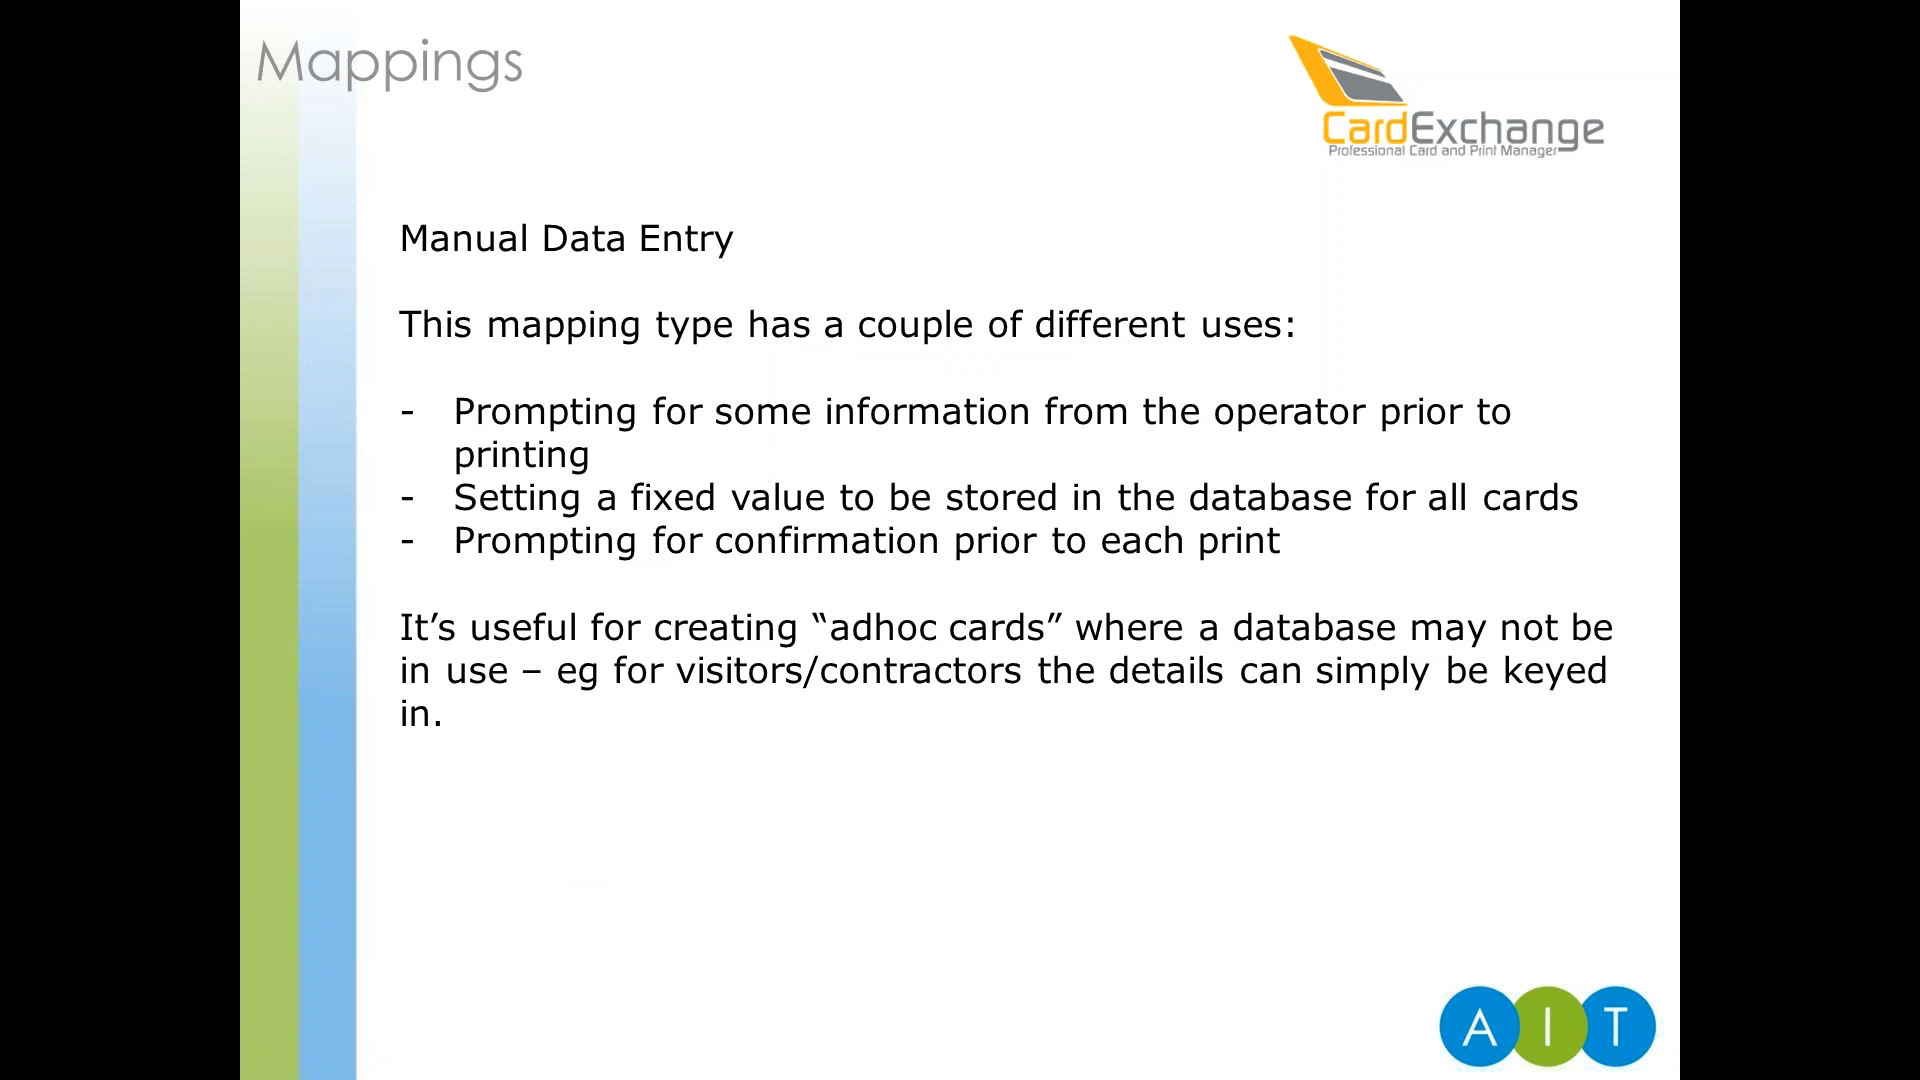 Mappings
CardExchange
Professional Card and Print Manager
Manual Data Entry
This mapping type has a couple of different uses:
- Prompting for some information from the operator prior to
printing
- Setting a fixed value to be stored in the database for all cards
- Prompting for confirmation prior to each print
It’s useful for creating “adhoc cards” where a database may not be
in use – eg for visitors/contractors the details can simply be keyed
in.
A I T